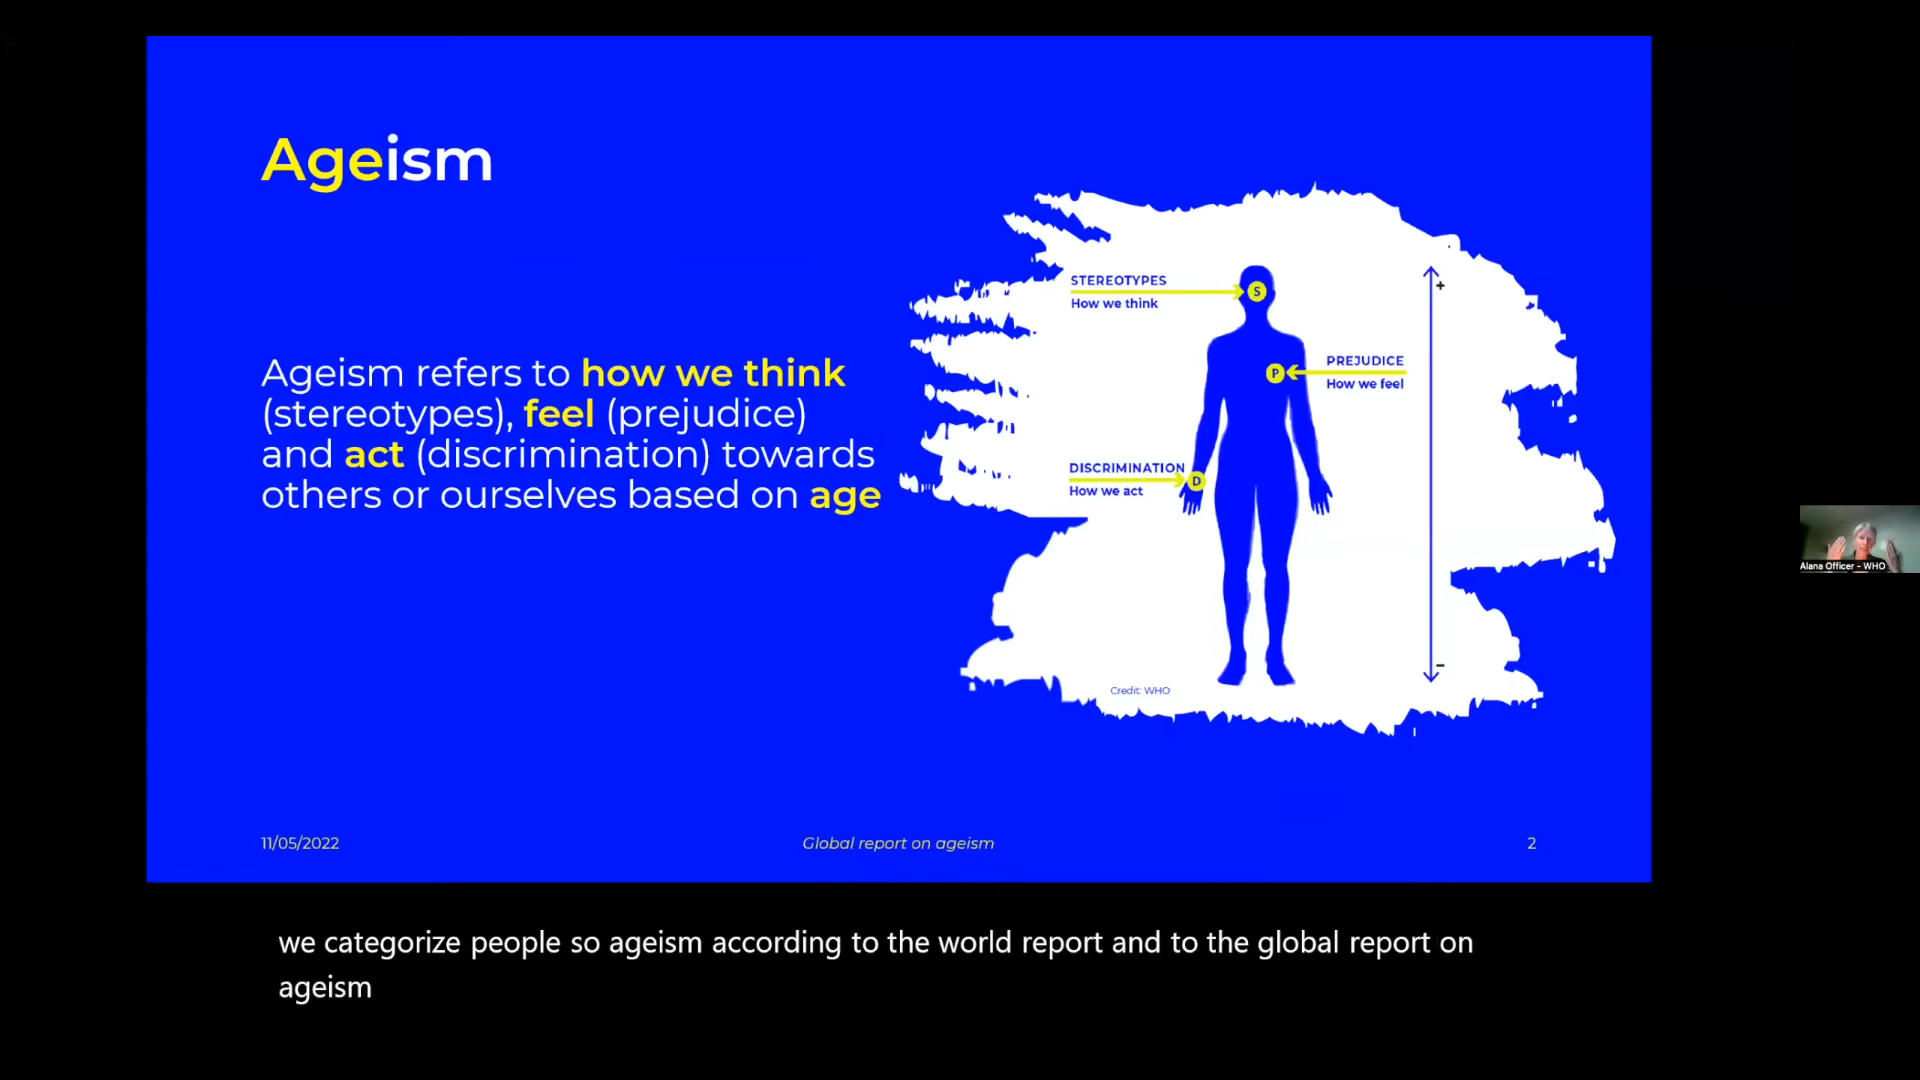 Ageism
STEREOTYPES
How we think
S
+
PREJUDICE
How we feel
P
Ageism refers to how we think
(stereotypes), feel (prejudice)
and act (discrimination) towards
others or ourselves based on age
DISCRIMINATION
How we act
D
–
Credit: WHO
Alana Officer - WHO
11/05/2022
Global report on ageism
2
we categorize people so ageism according to the world report and to the global report on
ageism